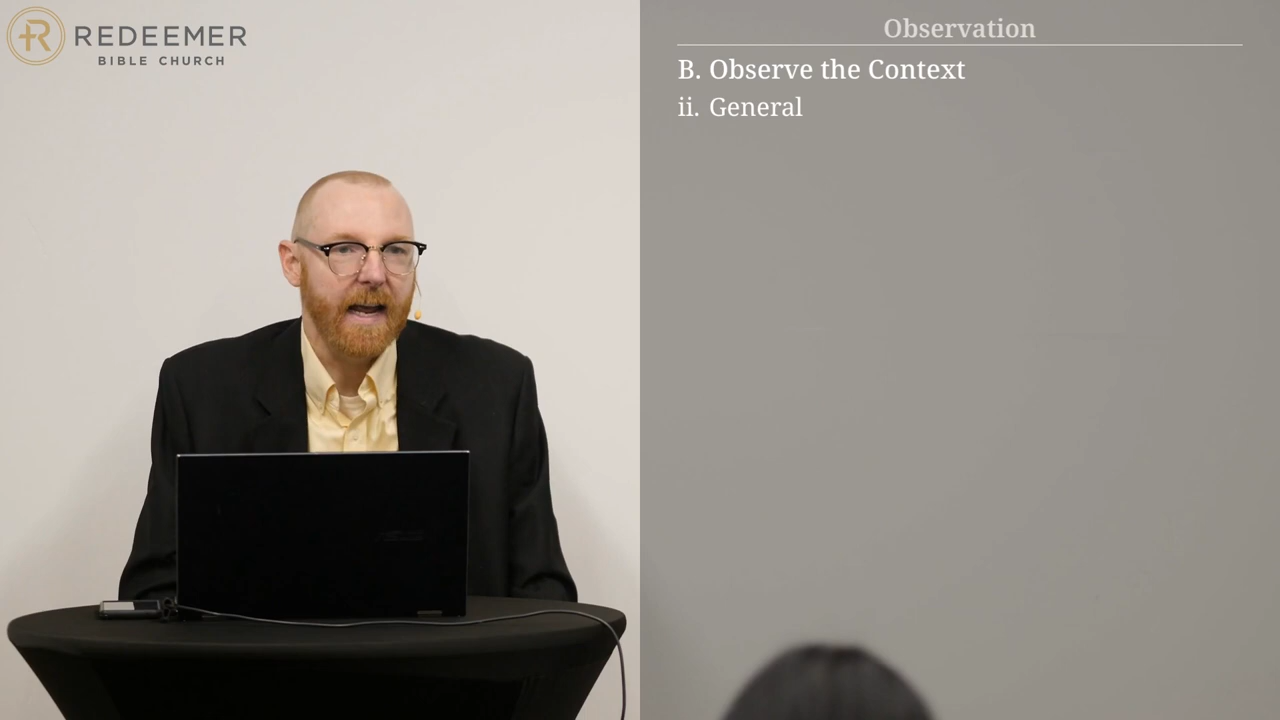 REDEEMER
BIBLE CHURCH
Observation
B. Observe the Context
ii. General